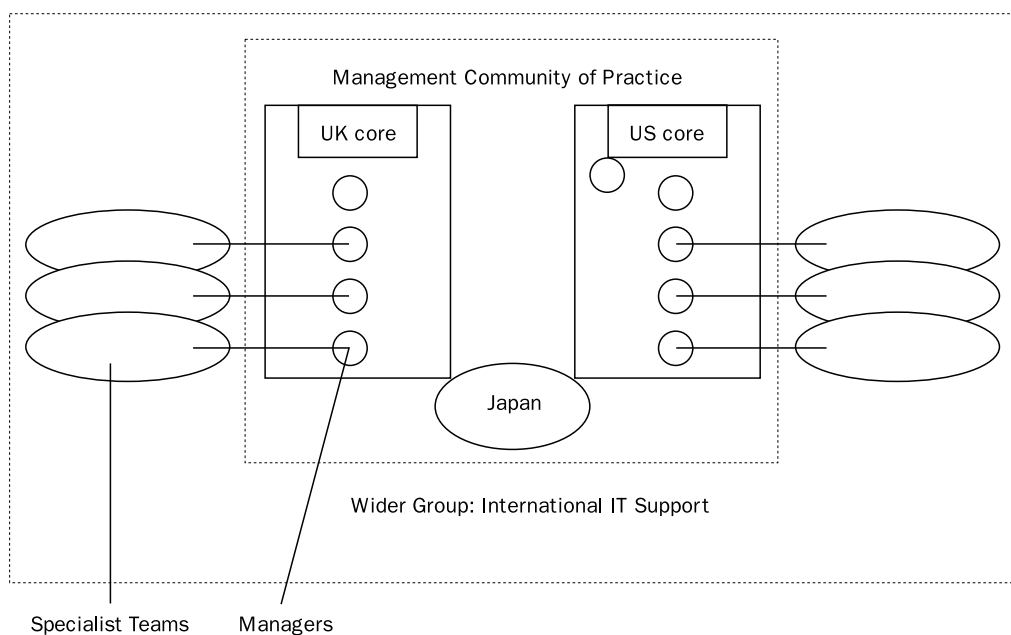 Management Community of Practice
UK core
US core
Japan
Wider Group: International IT Support
Specialist Teams
Managers